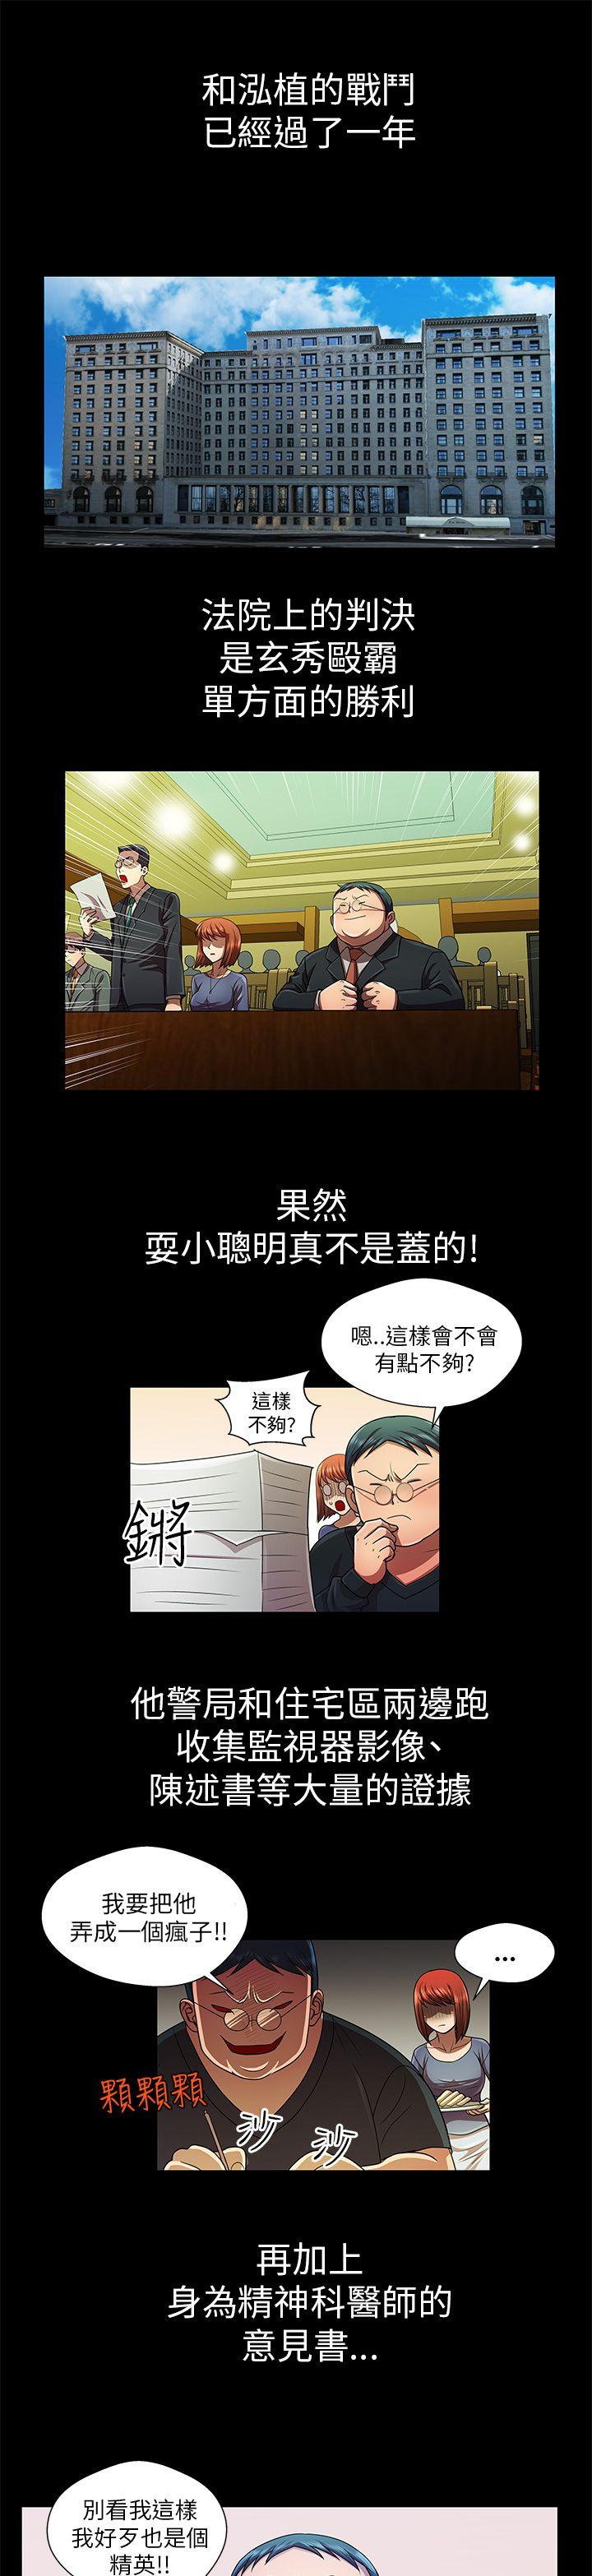 和泓植的戰鬥
已經過了一年
法院上的判決
是玄秀毆霸
單方面的勝利
果然
耍小聰明真不是蓋的!
嗯..這樣會不會
有點不夠?
這樣
不夠?
鏘
他警局和住宅區兩邊跑
收集監視器影像、
陳述書等大量的證據
我要把他
弄成一個瘋子!!
...
顆顆顆
沙
沙
再加上
身為精神科醫師的
意見書...
別看我這樣
我好歹也是個
精英!!